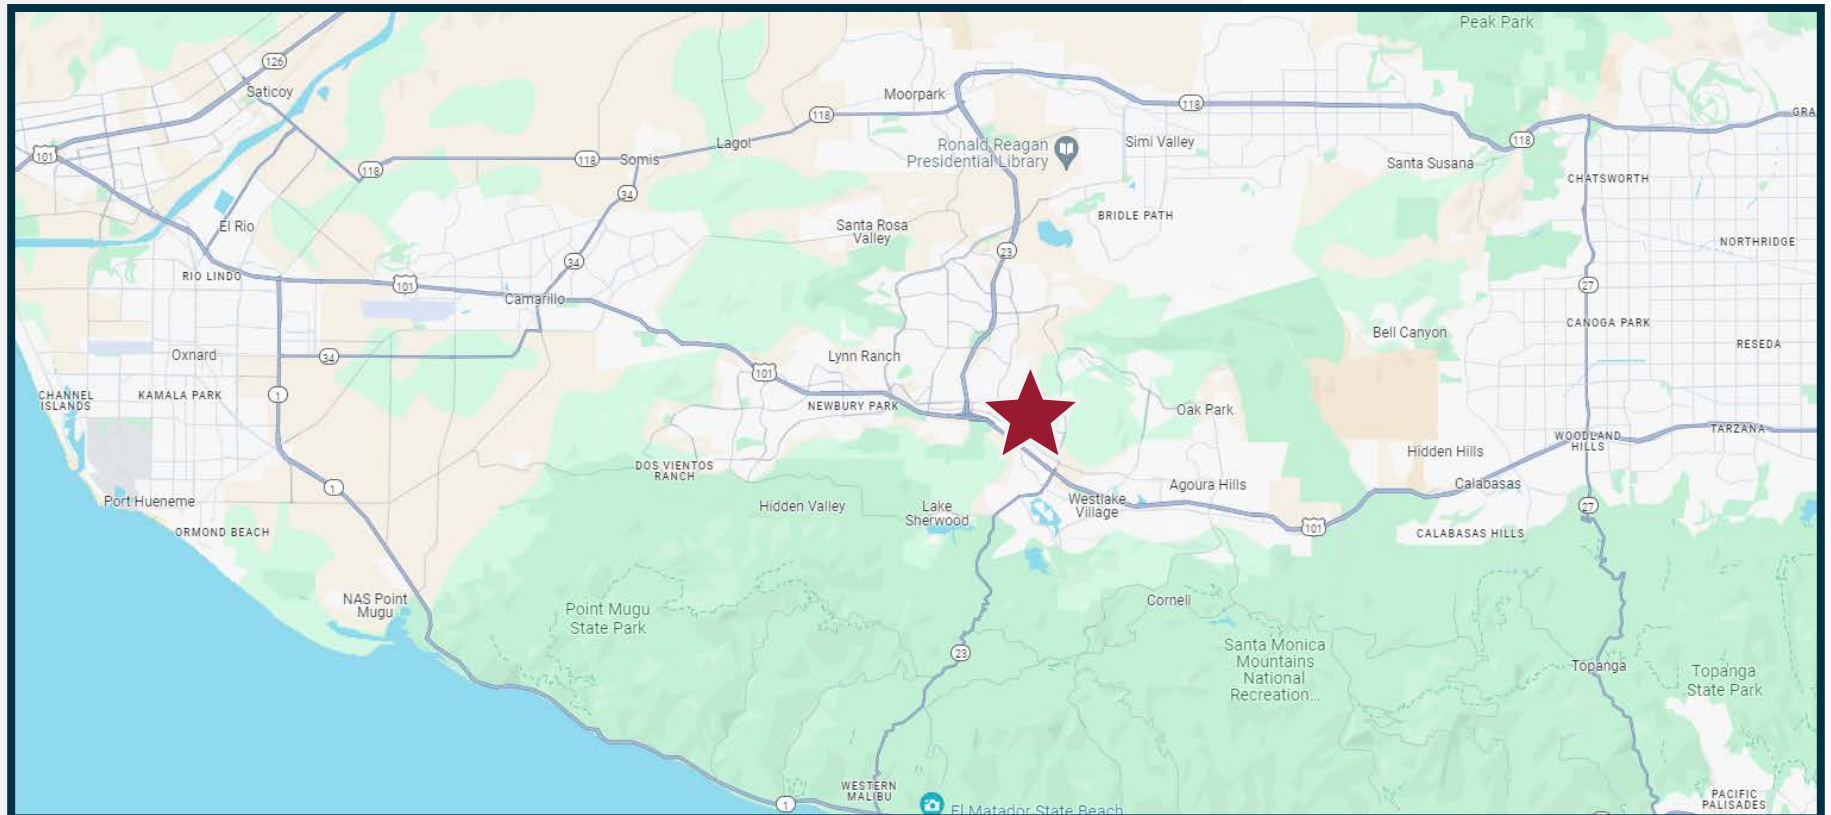 Peak Park
126
Saticoy
Moorpark
118
118
GRA
101
118
118
Somis
Lagol
118
Ronald Reagan
Presidential Library
Simi Valley
Santa Susana
118
CHATSWORTH
34
El Rio
Santa Rosa
Valley
BRIDLE PATH
NORTHRIDGE
RIO LINDO
34
23
101
Camarillo
27
CANOGA PARK
Bell Canyon
RESEDA
Oxnard
34
Lynn Ranch
101
CHANNEL
ISLANDS
KAMALA PARK
1
NEWBURY PARK
Oak Park
WOODLAND
HILLS
TARZANA
Hidden Hills
DOS VIENTOS
RANCH
1
Agoura Hills
Calabasas
Port Hueneme
Hidden Valley
Lake
Sherwood
Westlake
Village
27
101
ORMOND BEACH
CALABASAS HILLS
NAS Point
Mugu
Point Mugu
State Park
Cornell
23
Santa Monica
Mountains
National
Recreation...
Topanga
Topanga
State Park
WESTERN
MALIBU
1
El Matador State Beach
PACIFIC
PALISADES